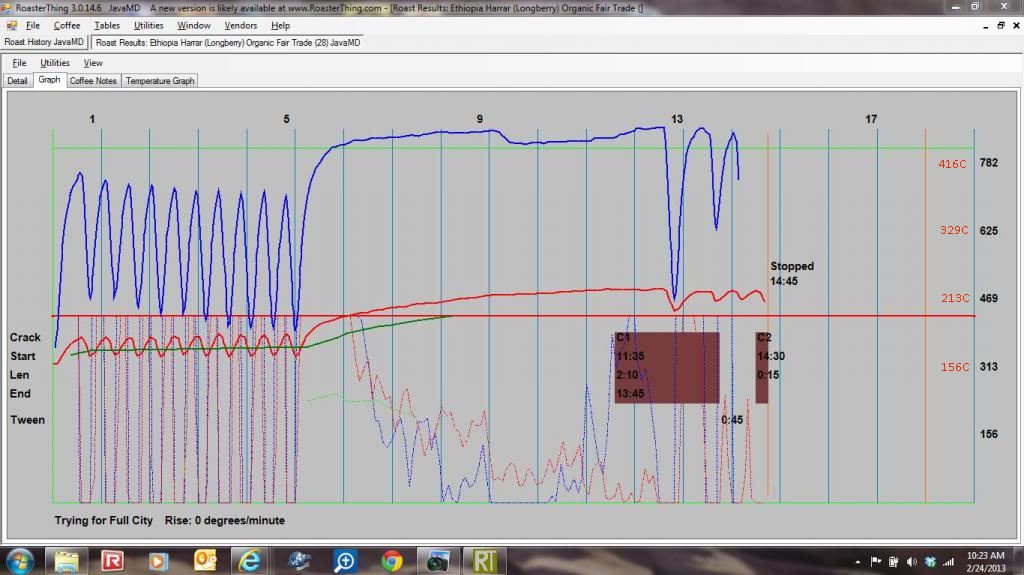 RoasterThing 3.0.14.6 JavaMD A new version is likely available at www.RoasterThing.com - [Roast Results: Ethiopia Harrar (Longberry) Organic Fair Trade (]
File Coffee Tables Utilities Window Vendors Help
Roast History JavaMD Roast Results: Ethiopia Harrar (Longberry) Organic Fair Trade (28) JavaMD
File Utilities View
Detail Graph Coffee Notes Temperature Graph
1 5 9 13 17
416C 782
329C 625
Stopped
14:45
213C 469
Crack C1 C2
Start 11:35 14:30
156C 313
Len 2:10 0:15
End 13:45
Tween 0:45
156
Trying for Full City Rise: 0 degrees/minute
R RT
10:23 AM
2/24/2013